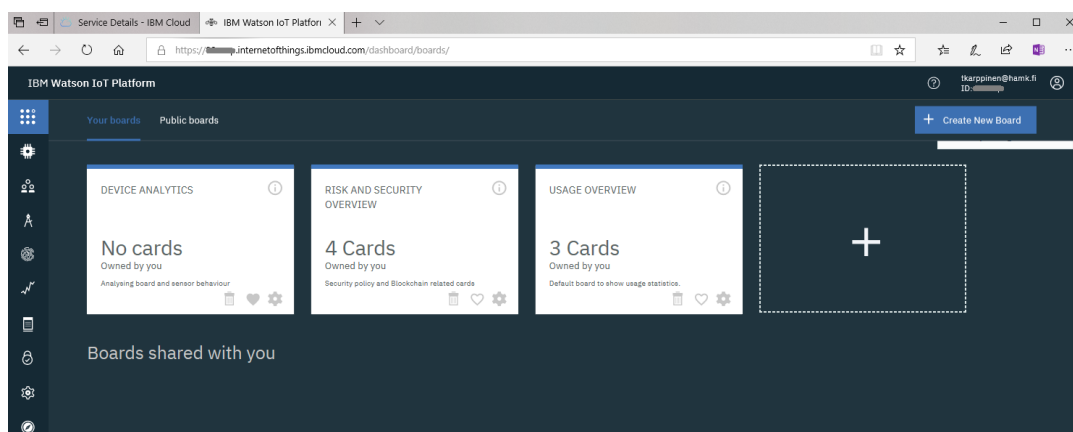 Service Details - IBM Cloud
IBM Watson IoT Platforı
https://
.internetofthings.ibmcloud.com/dashboard/boards/
IBM Watson IoT Platform
tkarppinen@hamk.fi
ID:
Your boards
Public boards
+ Create New Board
DEVICE ANALYTICS
No cards
Owned by you
Analysing board and sensor behaviour
RISK AND SECURITY
OVERVIEW
4 Cards
Owned by you
Security policy and Blockchain related cards
USAGE OVERVIEW
3 Cards
Owned by you
Default board to show usage statistics.
Boards shared with you